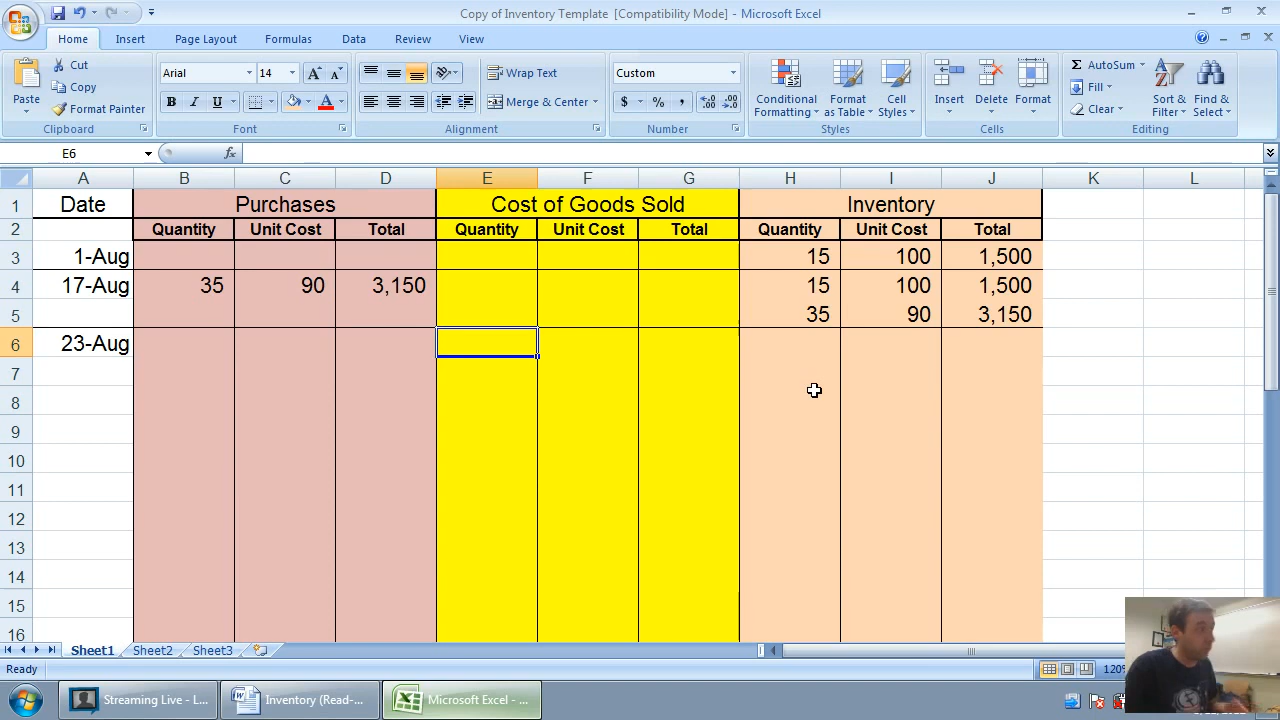 Copy of Inventory Template [Compatibility Mode] - Microsoft Excel
Home Insert Page Layout Formulas Data Review View
Paste
Cut
Copy
Format Painter
Clipboard
Arial 14
B I U
Font
Wrap Text
Merge & Center
Alignment
Custom
$ % ,
Number
Conditional Formatting
Format as Table
Cell Styles
Styles
Insert Delete Format
Cells
Σ AutoSum
Fill
Clear
Sort & Filter
Find & Select
Editing
E6 fx
A B C D E F G H I J K L
1 Date Purchases Cost of Goods Sold Inventory
2 Quantity Unit Cost Total Quantity Unit Cost Total Quantity Unit Cost Total
3 1-Aug 15 100 1,500
4 17-Aug 35 90 3,150 15 100 1,500
5 35 90 3,150
6 23-Aug
7
8
9
10
11
12
13
14
15
16
Sheet1 Sheet2 Sheet3
Ready 120%
Streaming Live - L... Inventory (Read-... Microsoft Excel - ...